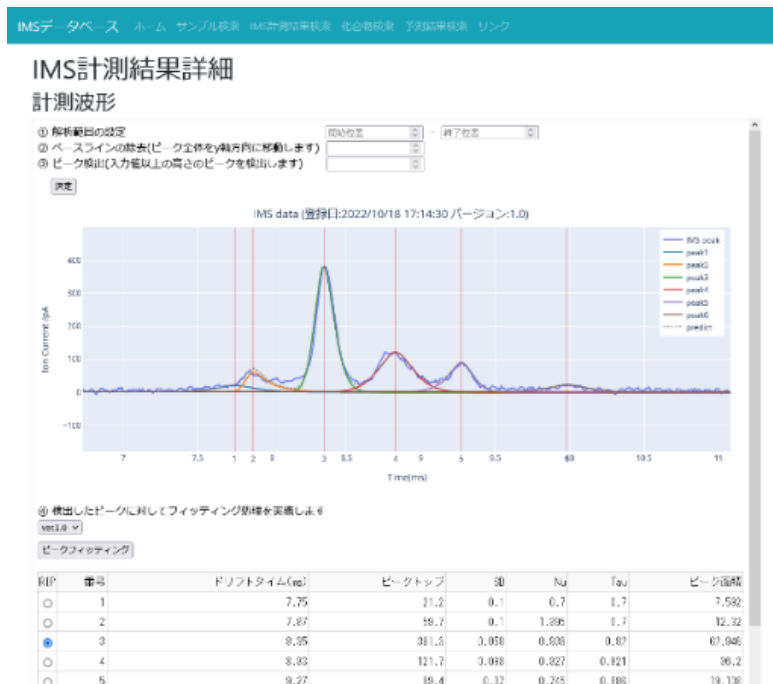 IMSデータベース ホーム サンプル検索 IMS計測結果検索 化合物検索 予測結果検索 リンク
IMS計測結果詳細
計測波形
① 解析範囲の設定 開始位置 - 終了位置
② ベースラインの除去(ピーク全体をy軸方向に移動します)
③ ピーク検出(入力値以上の高さのピークを検出します)
決定
IMS data (登録日:2022/10/18 17:14:30 バージョン:1.0)
IMS peak
peak1
peak2
peak3
peak4
peak5
peak6
predict
400
300
200
100
0
−100
Ion Current /pA
7 7.5 1 2 8 3 8.5 4 9 5 9.5 10.5 11
Time(ms)
④ 検出したピークに対してフィッティング処理を実施します
ver1.0
ピークフィッティング
RIP 番号 ドリフトタイム(ms) ピークトップ SD Nu Tau ピーク面積
1 7.75 21.2 0.1 0.7 0.7 7.592
2 7.87 59.7 0.1 1.396 0.7 12.32
3 8.35 381.3 0.058 0.82 62.946
4 8.83 121.7 0.098 0.827 0.821 36.2
5 9.27 89.4 0.745